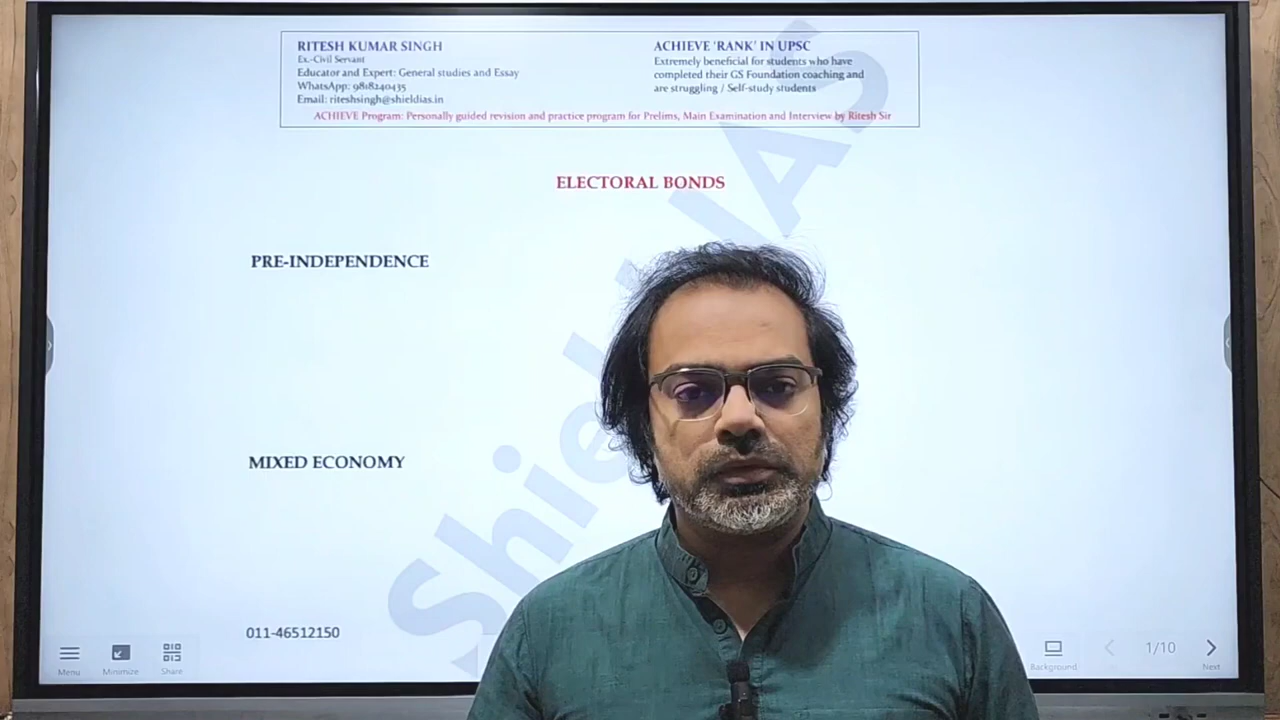 RITESH KUMAR SINGH
Ex.-Civil Servant
Educator and Expert: General studies and Essay
WhatsApp: 9818240435
Email: riteshsingh@shieldias.in
ACHIEVE 'RANK' IN UPSC
Extremely beneficial for students who have
completed their GS Foundation coaching and
are struggling / Self-study students
ACHIEVE Program: Personally guided revision and practice program for Prelims, Main Examination and Interview by Ritesh Sir
ELECTORAL BONDS
PRE-INDEPENDENCE
MIXED ECONOMY
Shield IAS
011-46512150
Menu
Minimize
Share
Background
1/10
Next